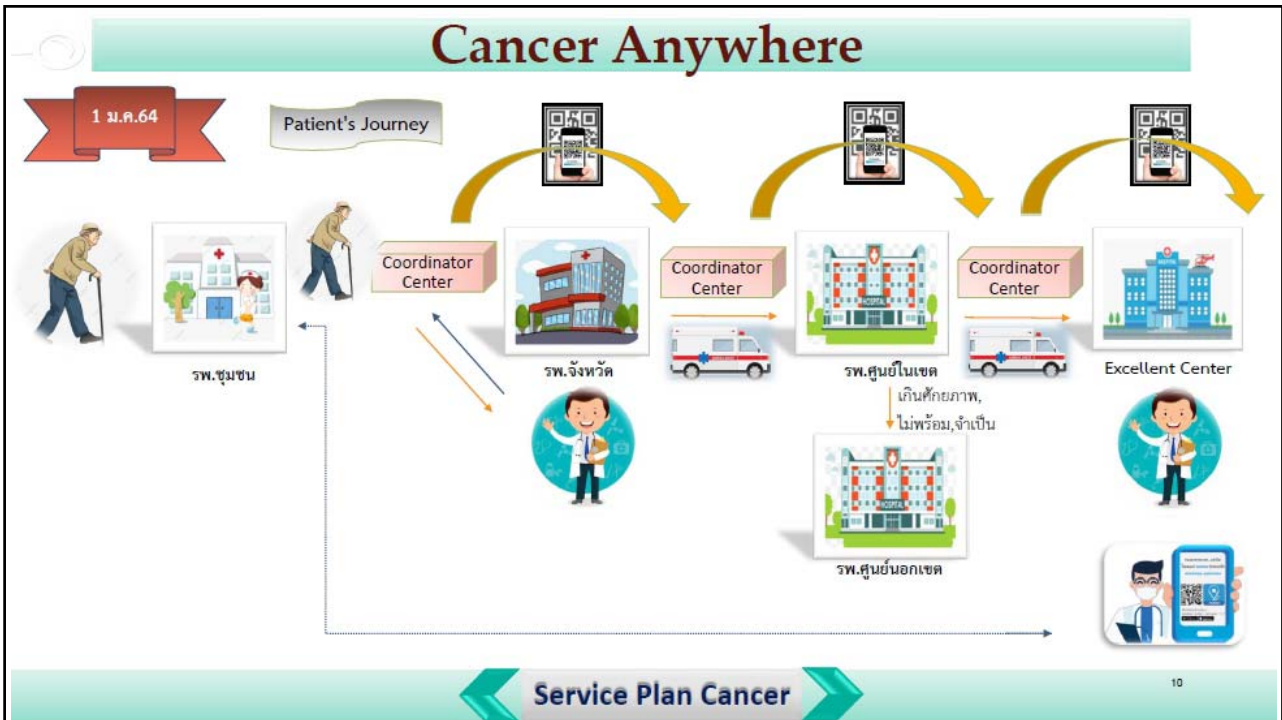 Cancer Anywhere
1 ม.ค.64
Patient's Journey
Coordinator
Center
Coordinator
Center
Coordinator
Center
HOSPITAL
รพ.ชุมชน
รพ.จังหวัด
รพ.ศูนย์ในเขต
Excellent Center
เกินศักยภาพ,
ไม่พร้อม,จำเป็น
HOSPITAL
รพ.ศูนย์นอกเขต
Service Plan Cancer
10